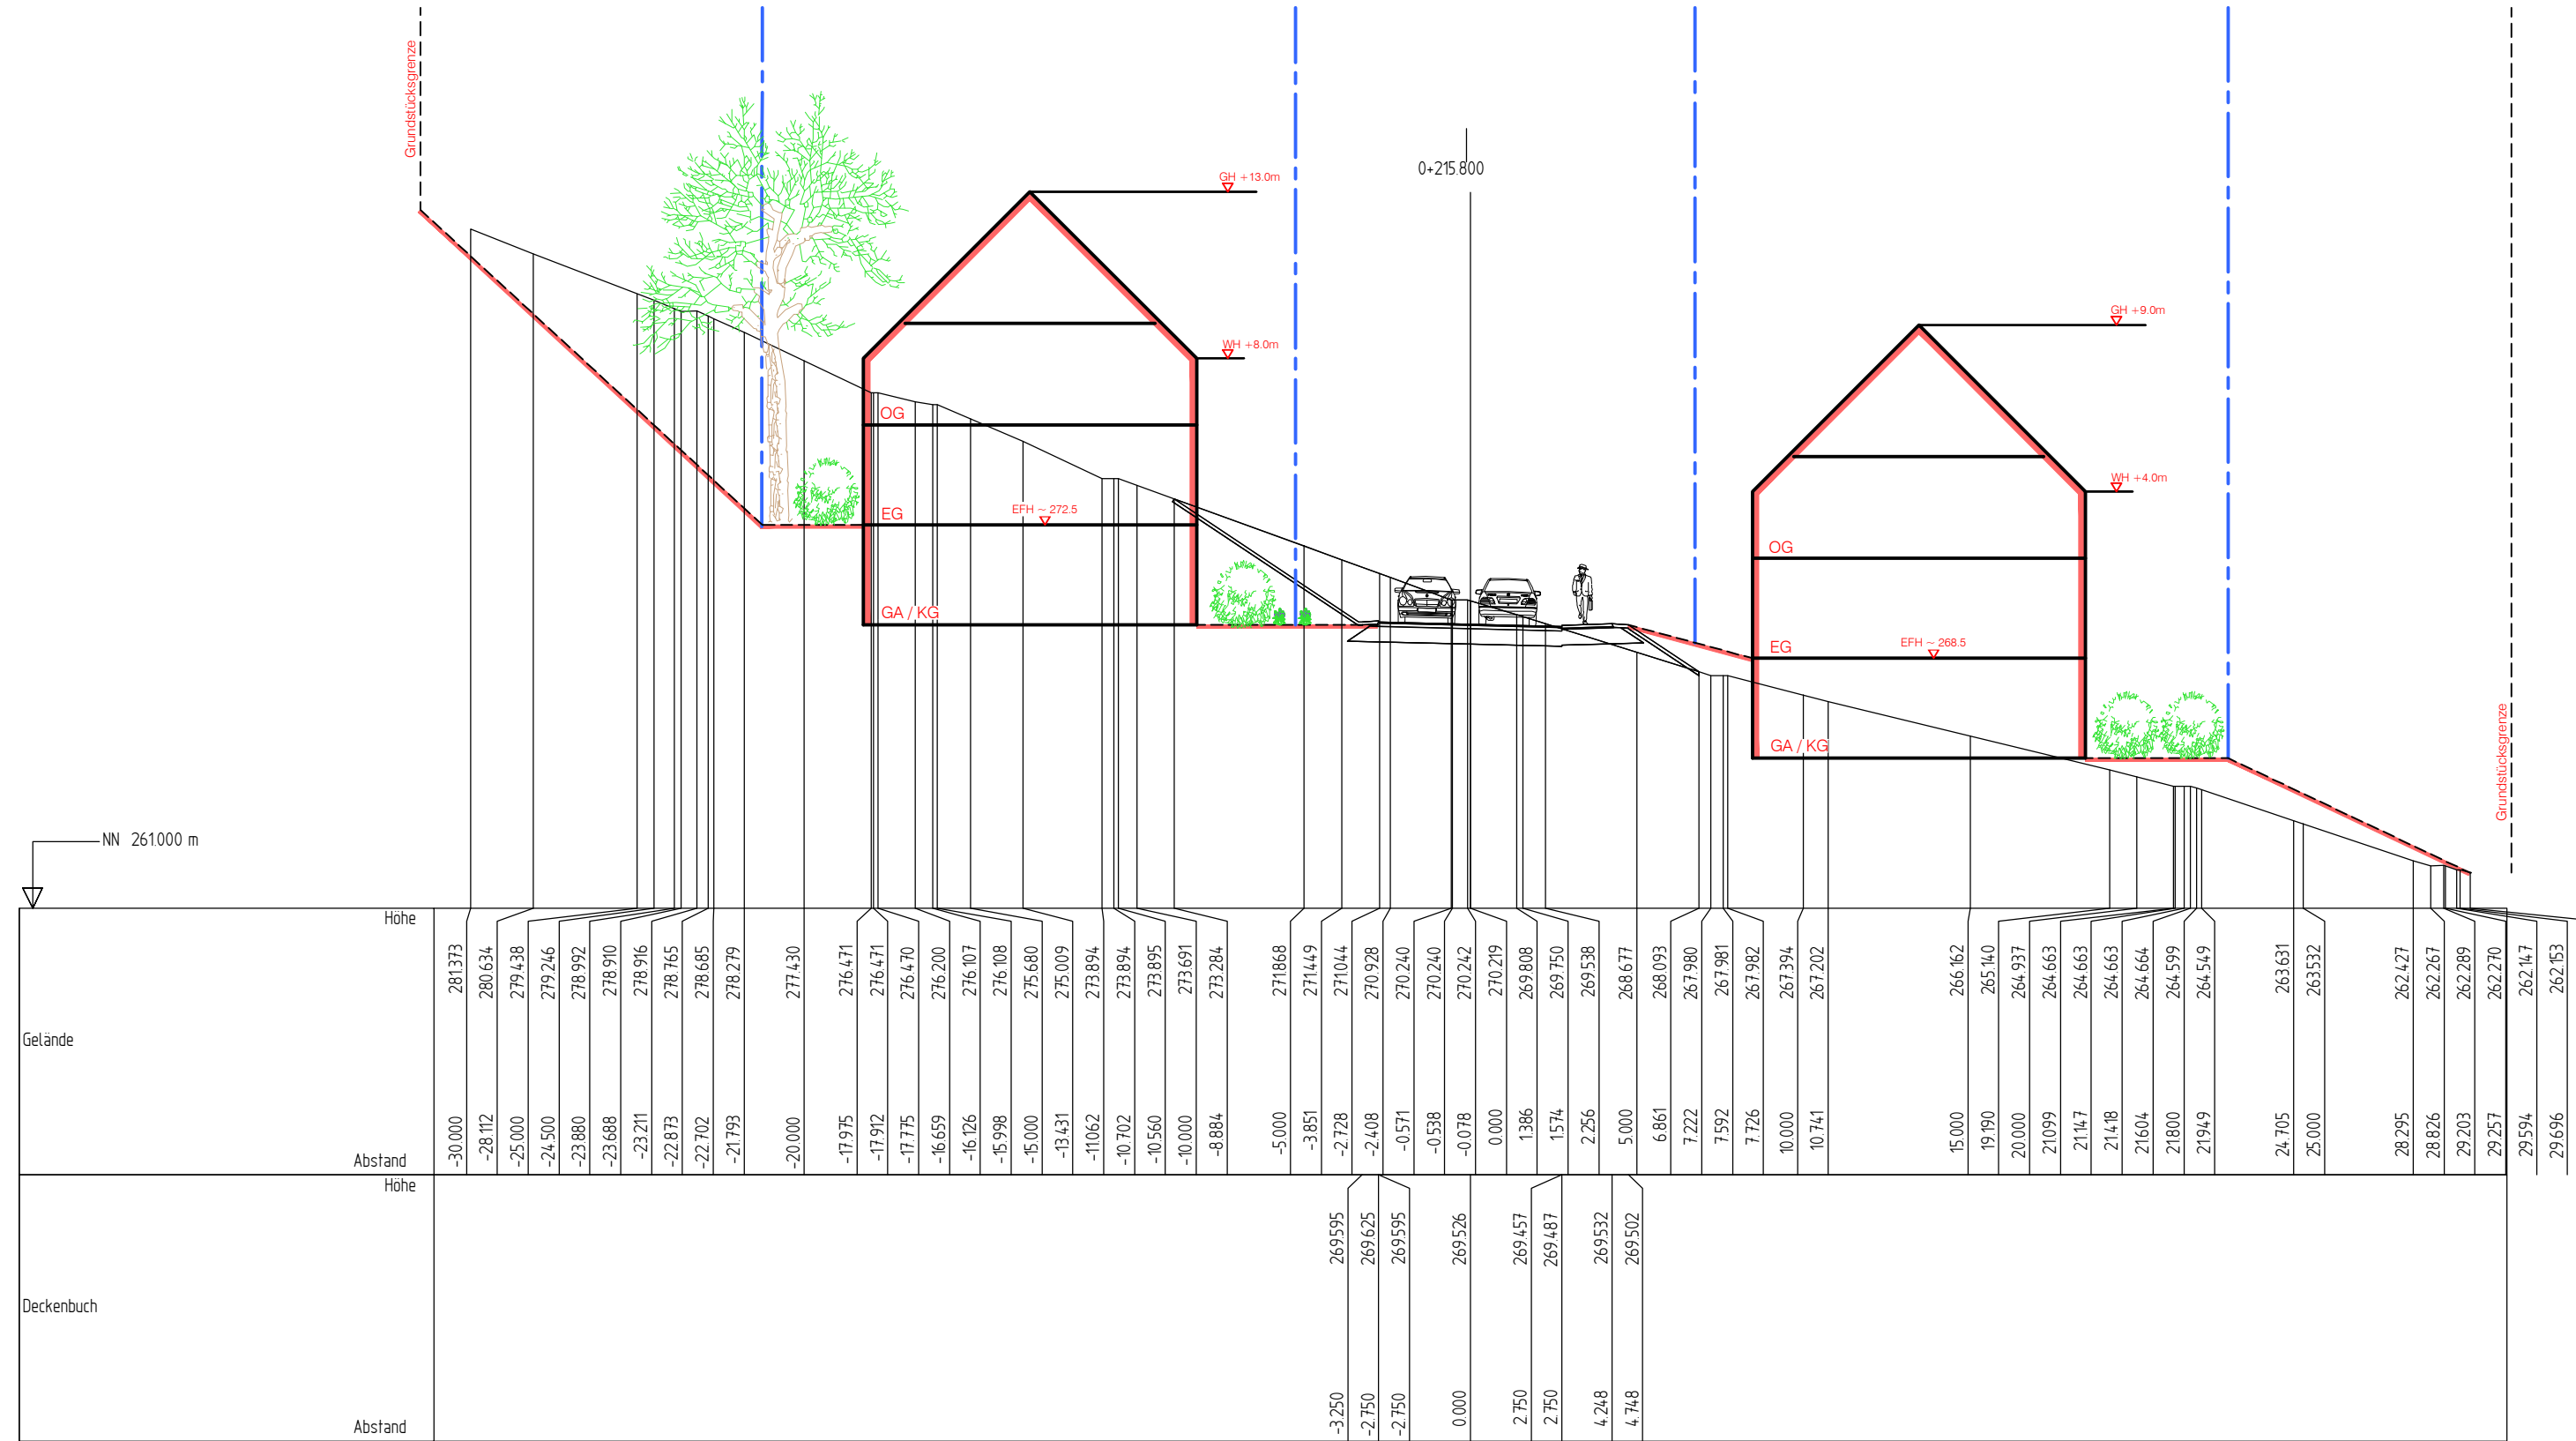 Grundstücksgrenze
0+215.800
GH +13.0m
WH +8.0m
OG
EG
EFH ~ 272.5
GA / KG
GH +9.0m
WH +4.0m
OG
EG
EFH ~ 268.5
GA / KG
Grundstücksgrenze
NN 261.000 m
Höhe
281.373 280.634 279.438 279.246 278.992 278.910 278.916 278.765 278.685 278.279 277.430 276.471 276.471 276.470 276.200 276.107 276.108 275.680 275.009 273.894 273.894 273.895 273.691 273.284 271.868 271.449 271.044 270.928 270.240 270.240 270.242 270.219 269.808 269.750 269.538 268.677 268.093 267.980 267.981 267.982 267.394 267.202 266.162 265.140 264.937 264.663 264.663 264.663 264.664 264.599 264.549 263.631 263.532 262.427 262.267 262.289 262.270 262.147 262.153
Gelände
Abstand
-30.000 -28.112 -25.000 -24.500 -23.880 -23.688 -23.211 -22.873 -22.702 -21.793 -20.000 -17.975 -17.912 -17.775 -16.659 -16.126 -15.998 -15.000 -13.431 -11.062 -10.702 -10.560 -10.000 -8.884 -5.000 -3.851 -2.728 -2.408 -0.571 -0.538 -0.078 0.000 1.386 1.574 2.256 5.000 6.861 7.222 7.592 7.726 10.000 10.741 15.000 19.190 20.000 21.099 21.147 21.418 21.604 21.800 21.949 24.705 25.000 28.295 28.826 29.203 29.257 29.594 29.696
Höhe
269.595 269.625 269.595 269.526 269.457 269.487 269.532 269.502
Deckenbuch
Abstand
-3.250 -2.750 -2.750 0.000 2.750 2.750 4.248 4.748